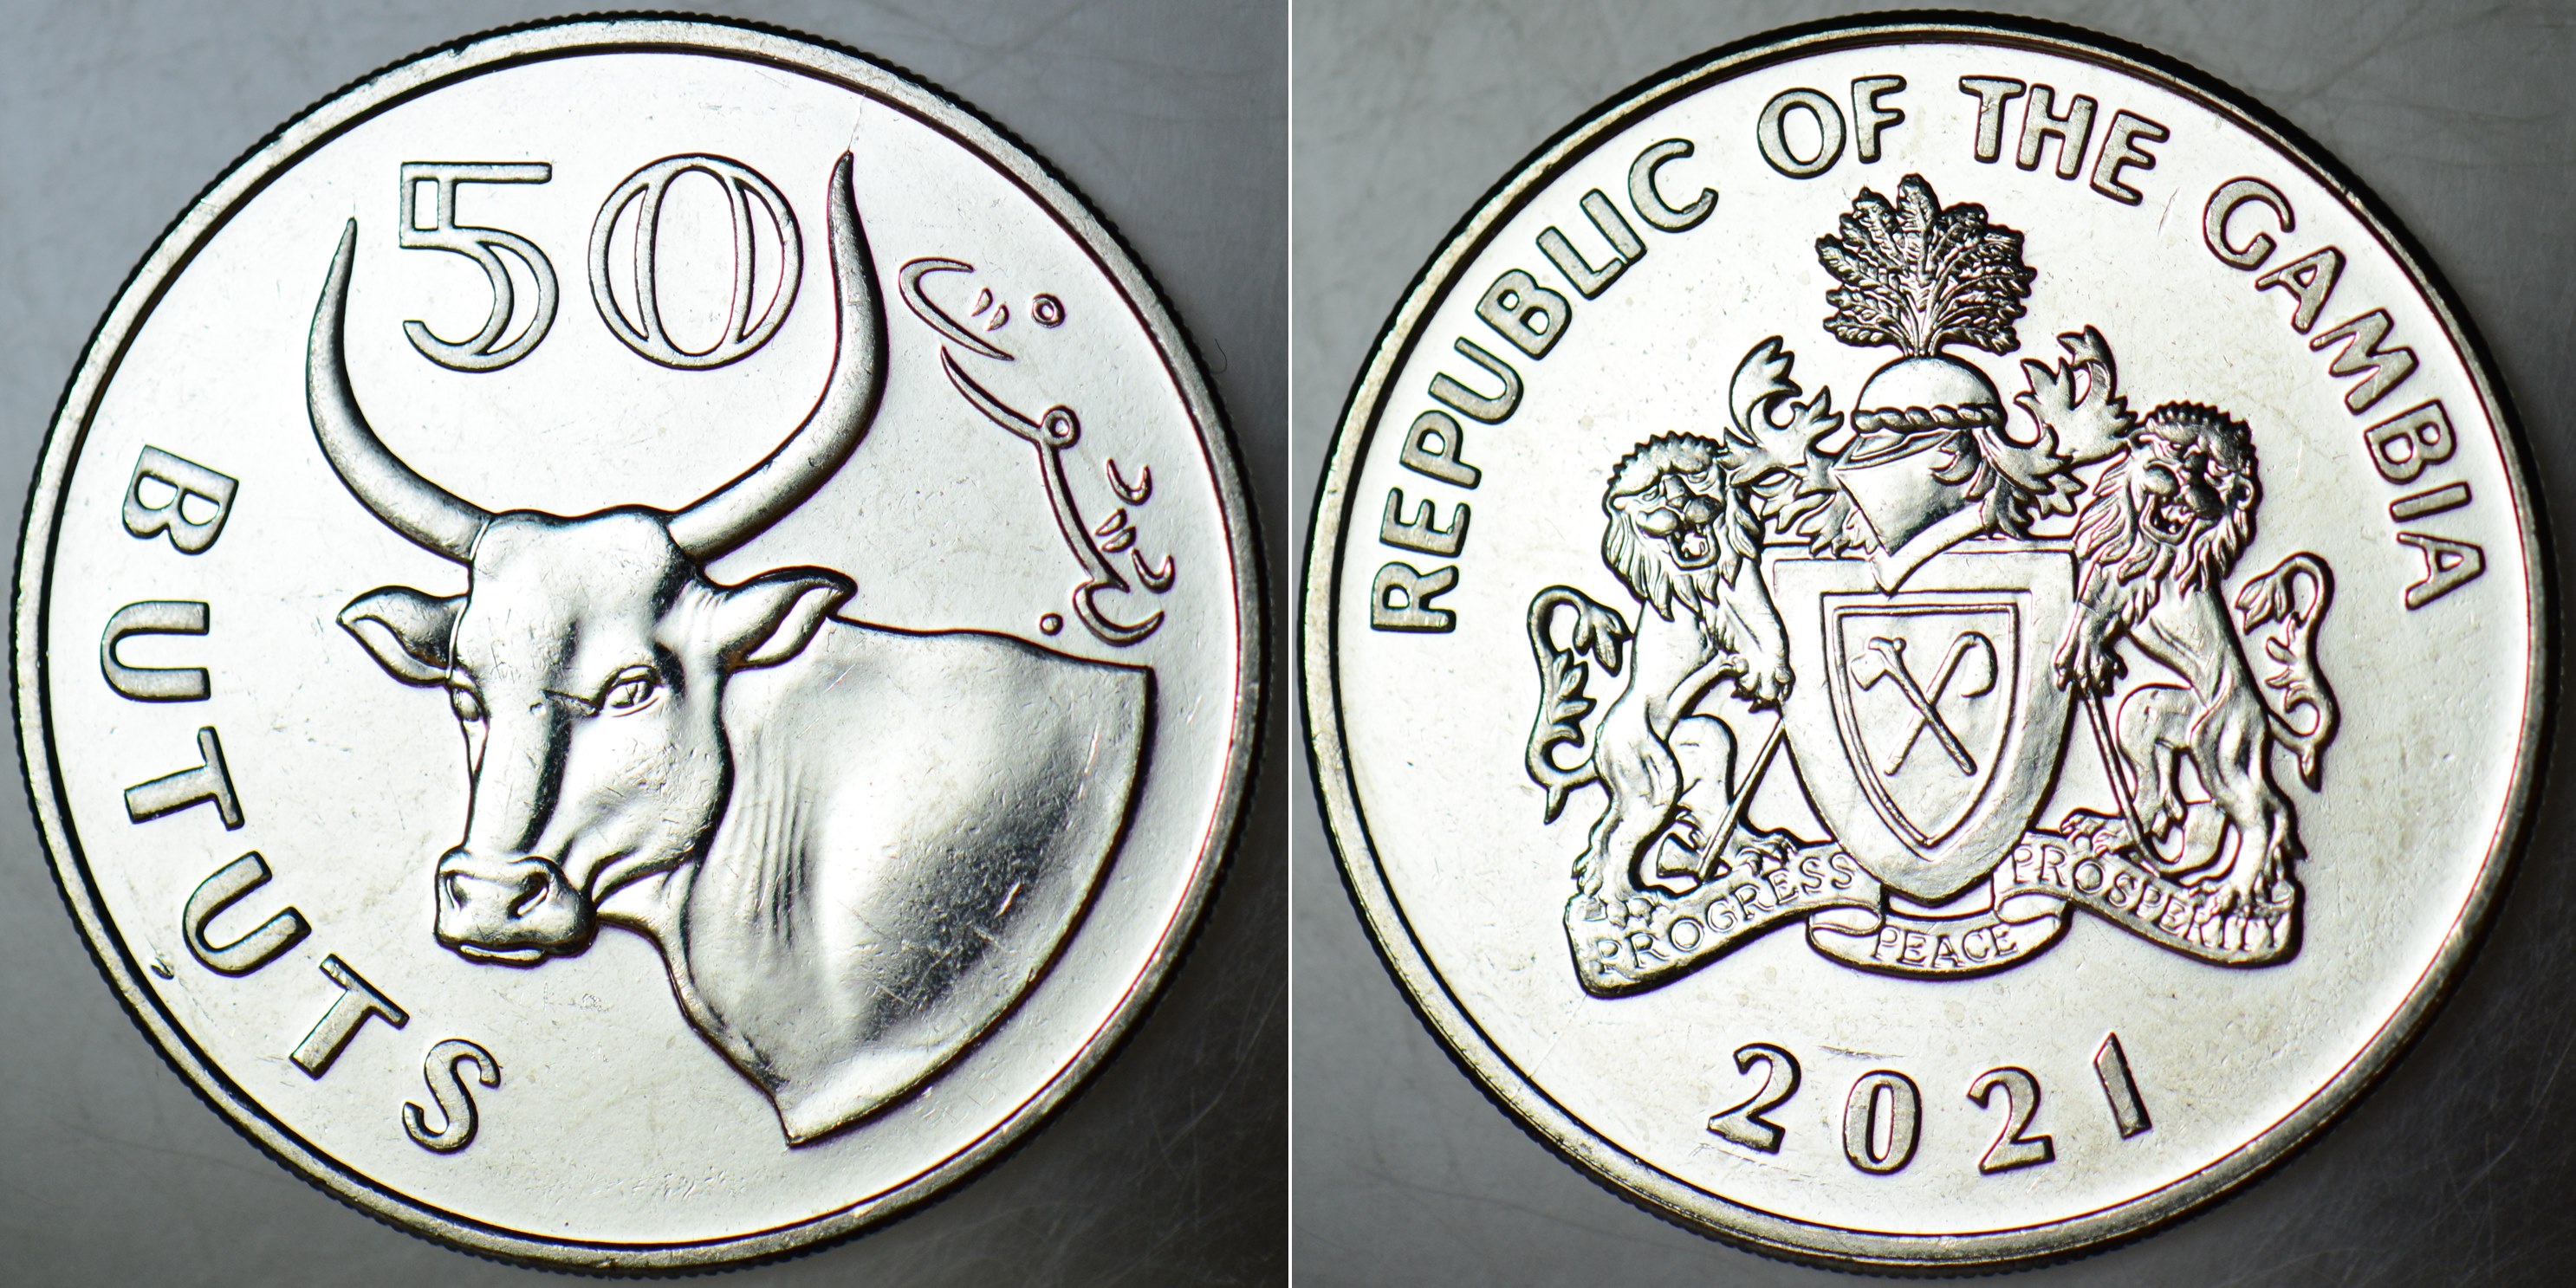 50
BUTUTS
REPUBLIC OF THE GAMBIA
PROGRESS
PEACE
PROSPERITY
2021